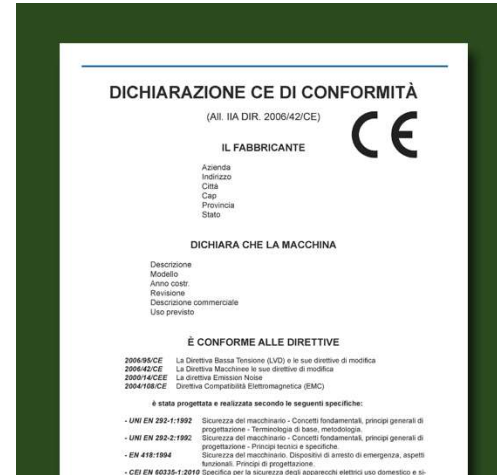 DICHIARAZIONE CE DI CONFORMITÀ
(All. IIA DIR. 2006/42/CE)
CE
IL FABBRICANTE
Azienda
Indirizzo
Città
Cap
Provincia
Stato
DICHIARA CHE LA MACCHINA
Descrizione
Modello
Anno costr.
Revisione
Descrizione commerciale
Uso previsto
È CONFORME ALLE DIRETTIVE
2006/95/CE La Direttiva Bassa Tensione (LVD) e le sue direttive di modifica
2006/42/CE La Direttiva Macchinee le sue direttive di modifica
2000/14/CEE La direttiva Emission Noise
2004/108/CE Direttiva Compatibilità Elettromagnetica (EMC)
è stata progettata e realizzata secondo le seguenti specifiche:
- UNI EN 292-1:1992 Sicurezza del macchinario - Concetti fondamentali, principi generali di
progettazione - Terminologia di base, metodologia.
- UNI EN 292-2:1992 Sicurezza del macchinario - Concetti fondamentali, principi generali di
progettazione - Principi tecnici e specifiche.
- EN 418:1994 Sicurezza del macchinario. Dispositivi di arresto di emergenza, aspetti
funzionali. Principi di progettazione.
- CEI EN 60335-1:2010 Specifica per la sicurezza degli apparecchi elettrici uso domestico e si-